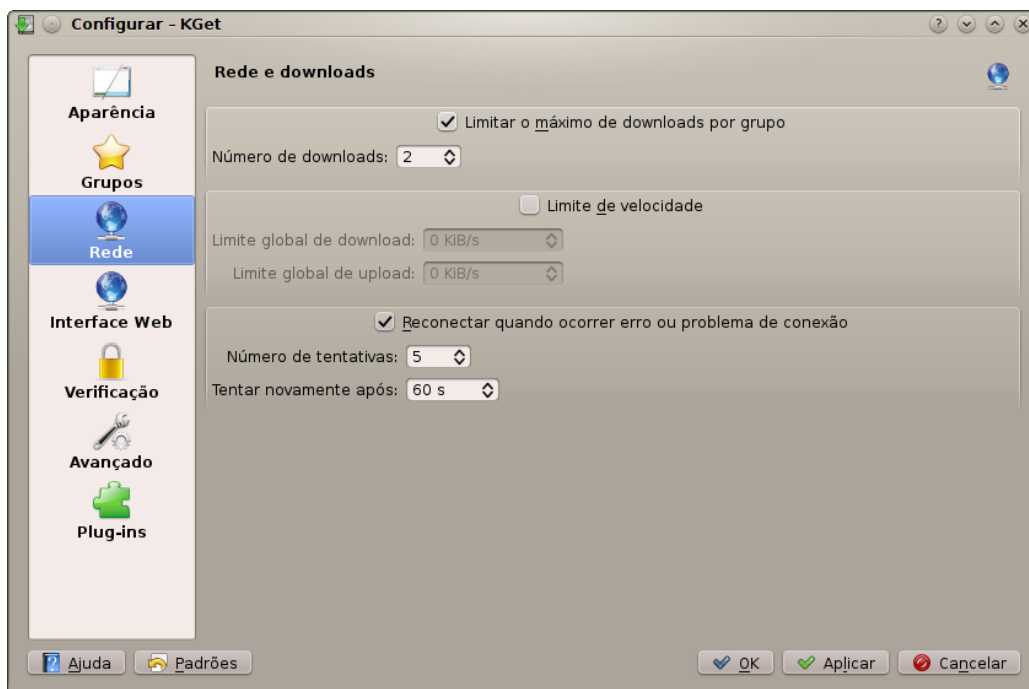 Configurar – KGet
Aparência
Grupos
Rede
Interface Web
Verificação
Avançado
Plug-ins
Rede e downloads
Limitar o máximo de downloads por grupo
Número de downloads: 2
Limite de velocidade
Limite global de download: 0 KiB/s
Limite global de upload: 0 KiB/s
Reconectar quando ocorrer erro ou problema de conexão
Número de tentativas: 5
Tentar novamente após: 60 s
Ajuda Padrões OK Aplicar Cancelar